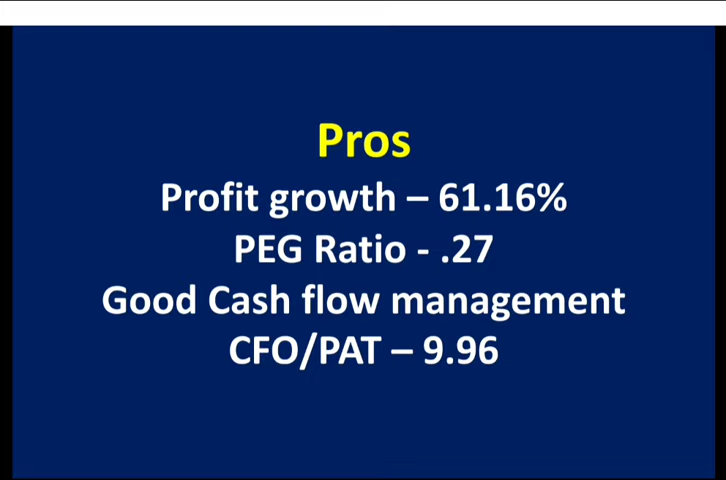 Pros
Profit growth – 61.16%
PEG Ratio - .27
Good Cash flow management
CFO/PAT – 9.96